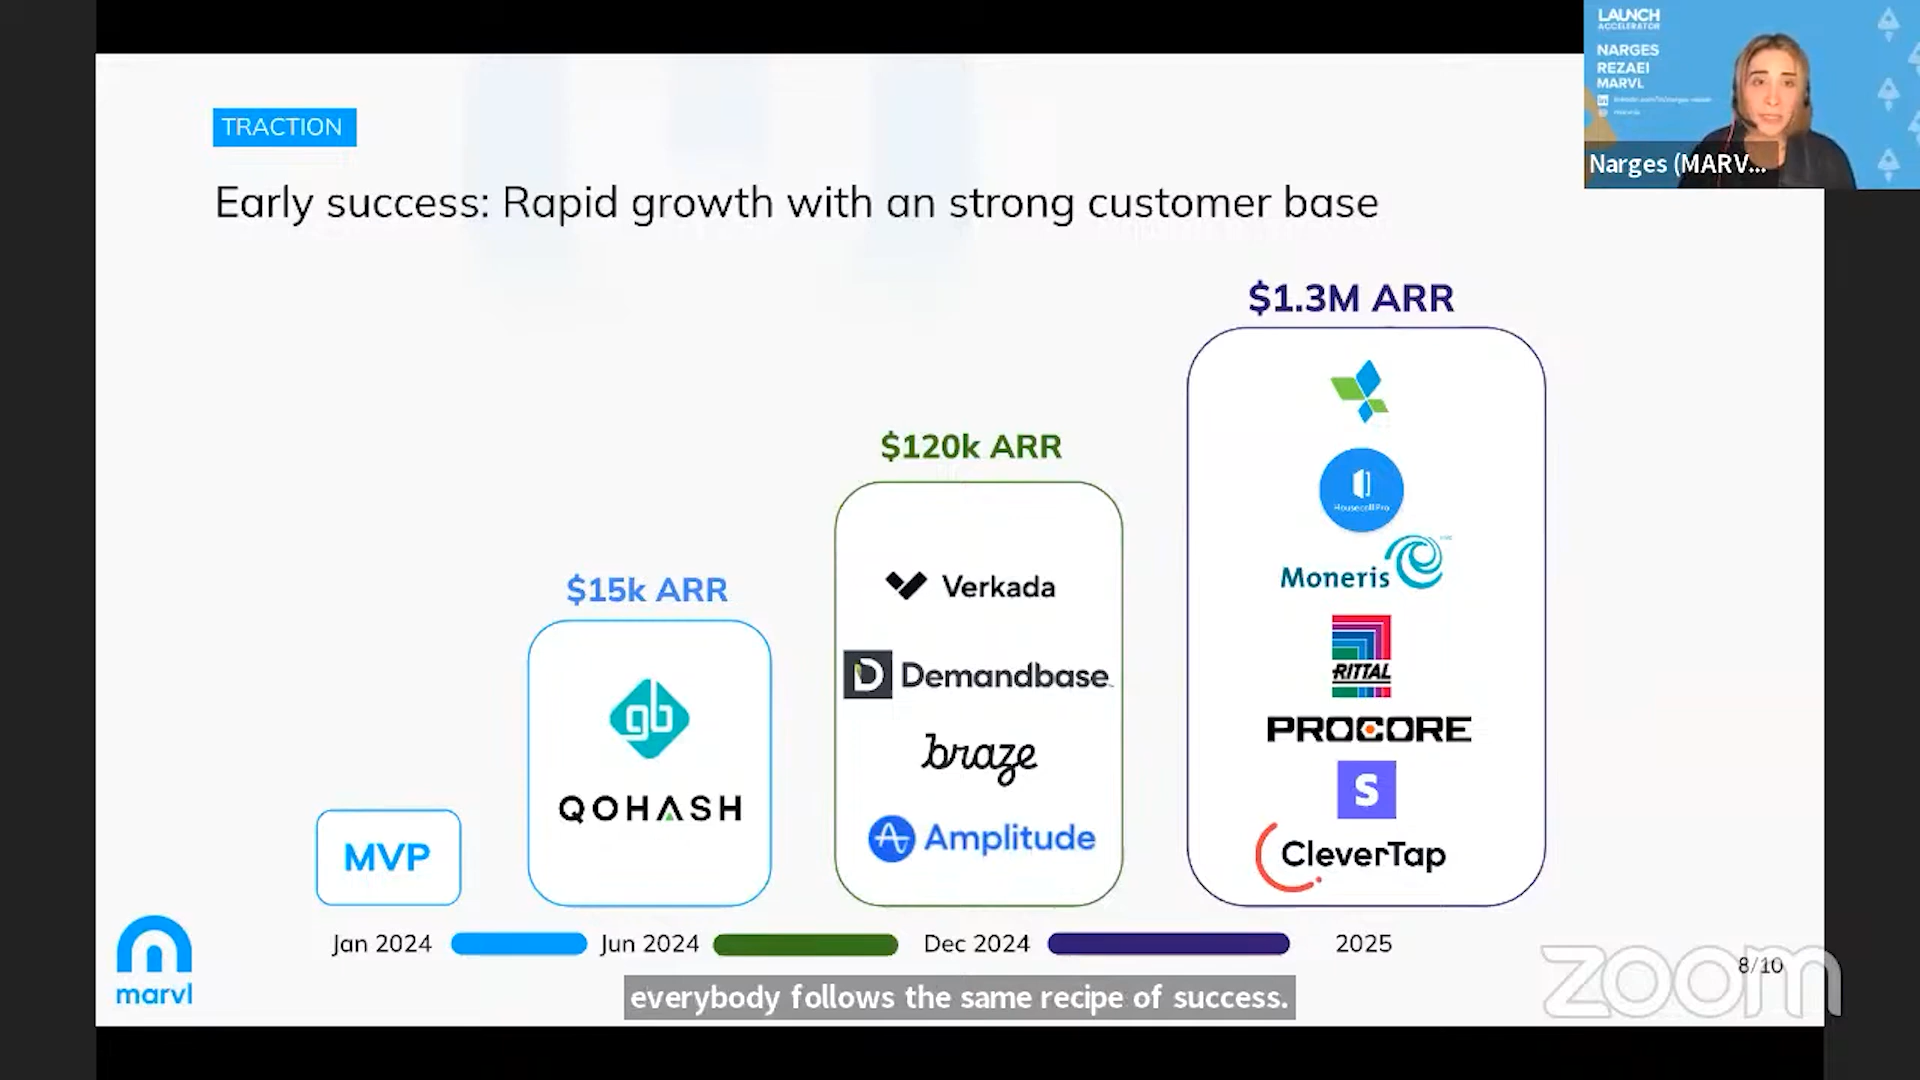 LAUNCH
ACCELERATOR
NARGES
REZAEI
MARVL
Narges (MARV...
TRACTION
Early success: Rapid growth with an strong customer base
$1.3M ARR
$120k ARR
$15k ARR
MVP
gb
QOHASH
Verkada
Demandbase
braze
Amplitude
HousecallPro
Moneris
RITTAL
PROCORE
S
CleverTap
Jan 2024
Jun 2024
Dec 2024
2025
marvl
8/10
zoom
everybody follows the same recipe of success.